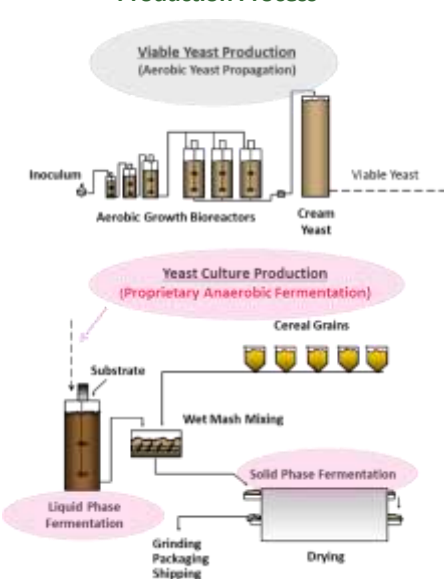 Production Process
Viable Yeast Production
(Aerobic Yeast Propagation)
Inoculum
Viable Yeast
Aerobic Growth Bioreactors
Cream
Yeast
Yeast Culture Production
(Proprietary Anaerobic Fermentation)
Cereal Grains
Substrate
Wet Mash Mixing
Solid Phase Fermentation
Liquid Phase
Fermentation
Grinding
Packaging
Shipping
Drying